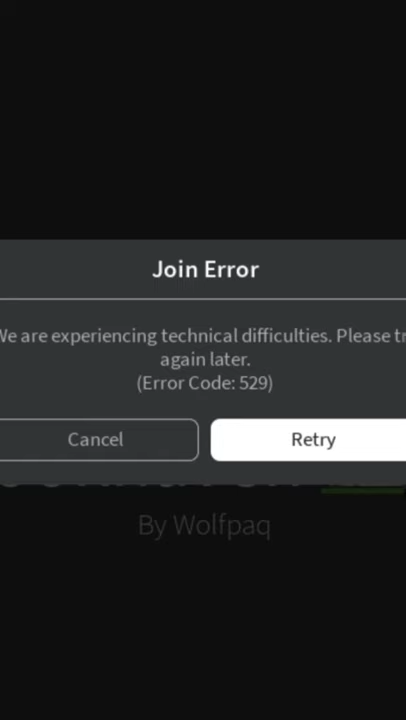 Join Error
We are experiencing technical difficulties. Please tr
again later.
(Error Code: 529)
Cancel
Retry
By Wolfpaq